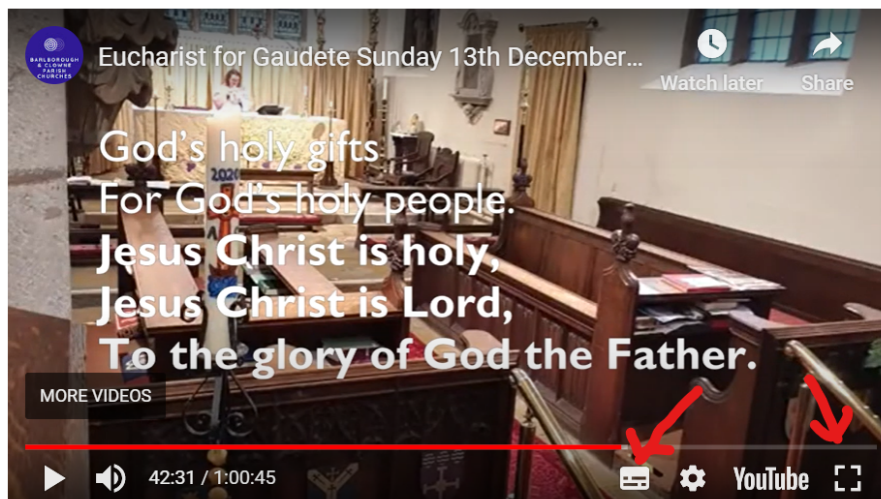 BARLBOROUGH
& CLOWNE
PARISH
CHURCHES
Eucharist for Gaudete Sunday 13th December...
Watch later
Share
God's holy gifts
For God's holy people.
Jesus Christ is holy,
Jesus Christ is Lord,
To the glory of God the Father.
2020
MORE VIDEOS
42:31 / 1:00:45
YouTube